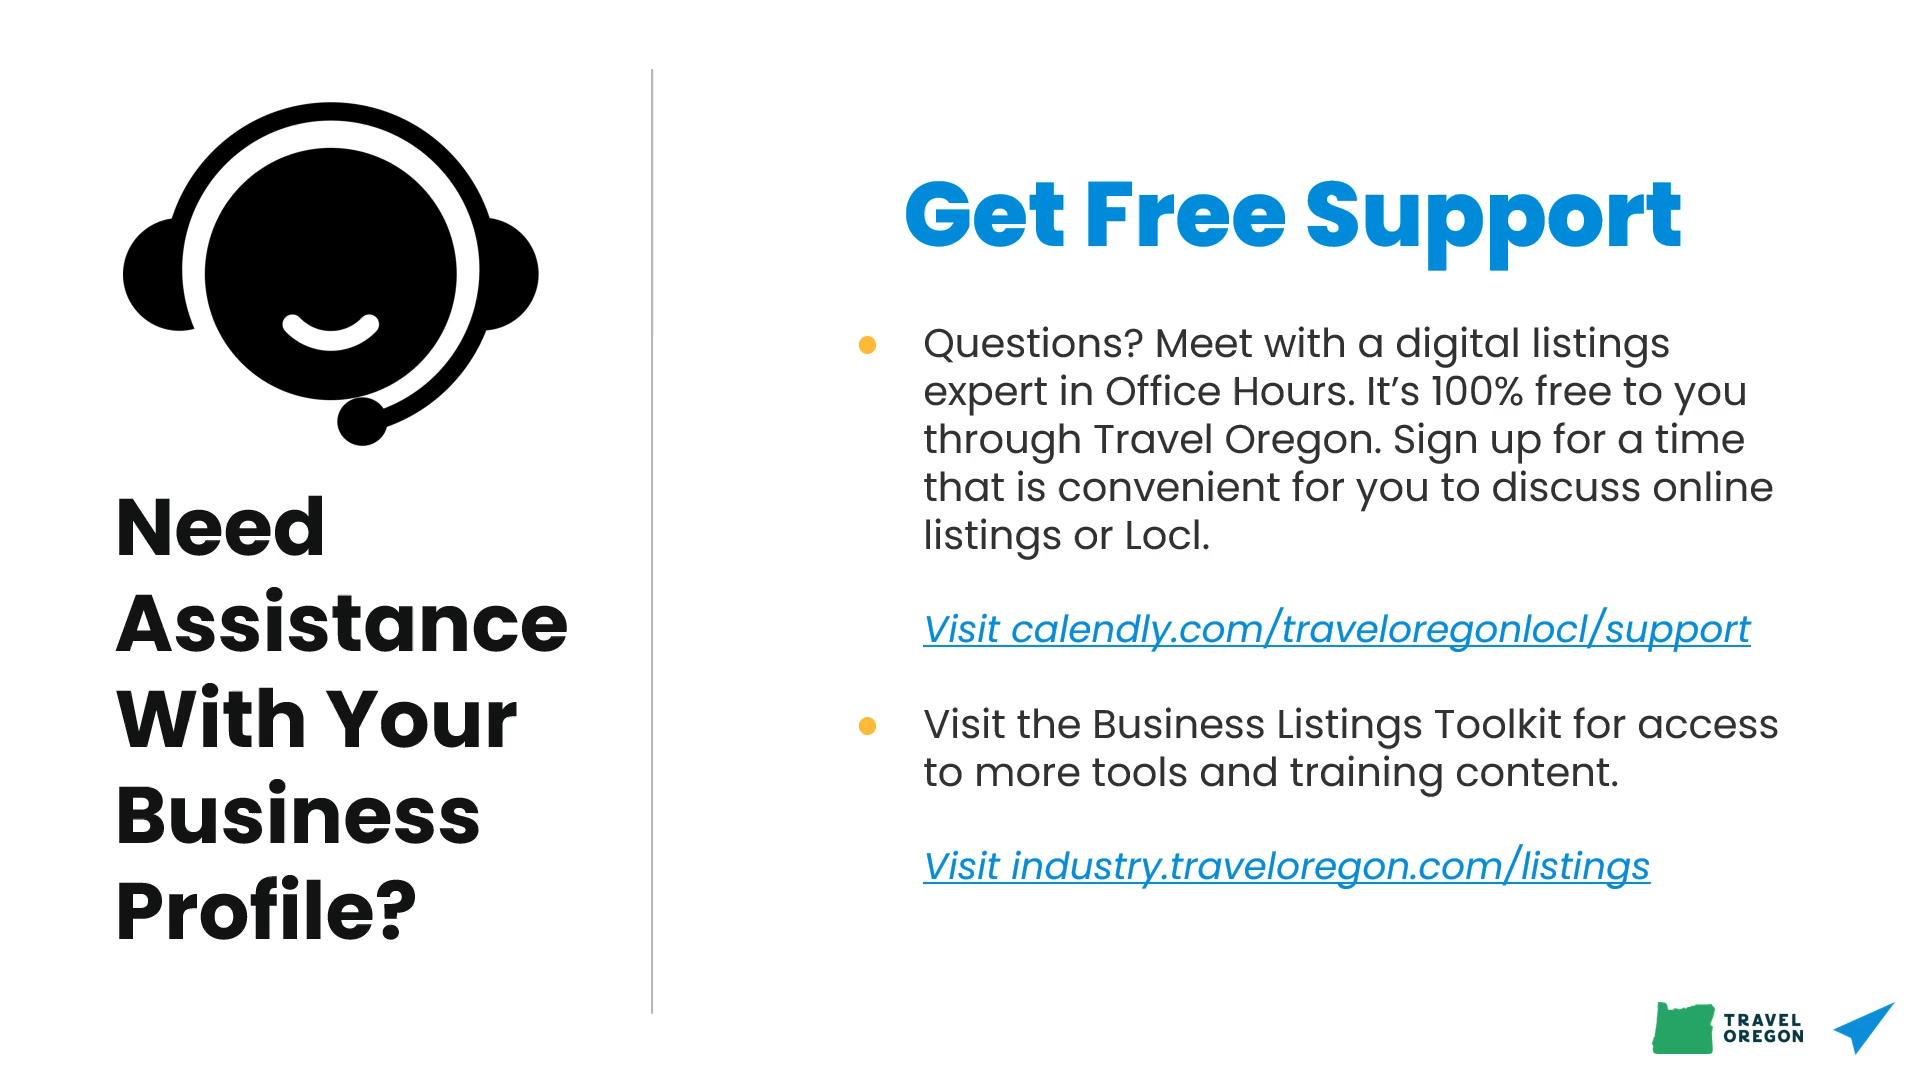 Need
Assistance
With Your
Business
Profile?
Get Free Support
Questions? Meet with a digital listings
expert in Office Hours. It’s 100% free to you
through Travel Oregon. Sign up for a time
that is convenient for you to discuss online
listings or Locl.
Visit calendly.com/traveloregonlocl/support
Visit the Business Listings Toolkit for access
to more tools and training content.
Visit industry.traveloregon.com/listings
TRAVEL
OREGON